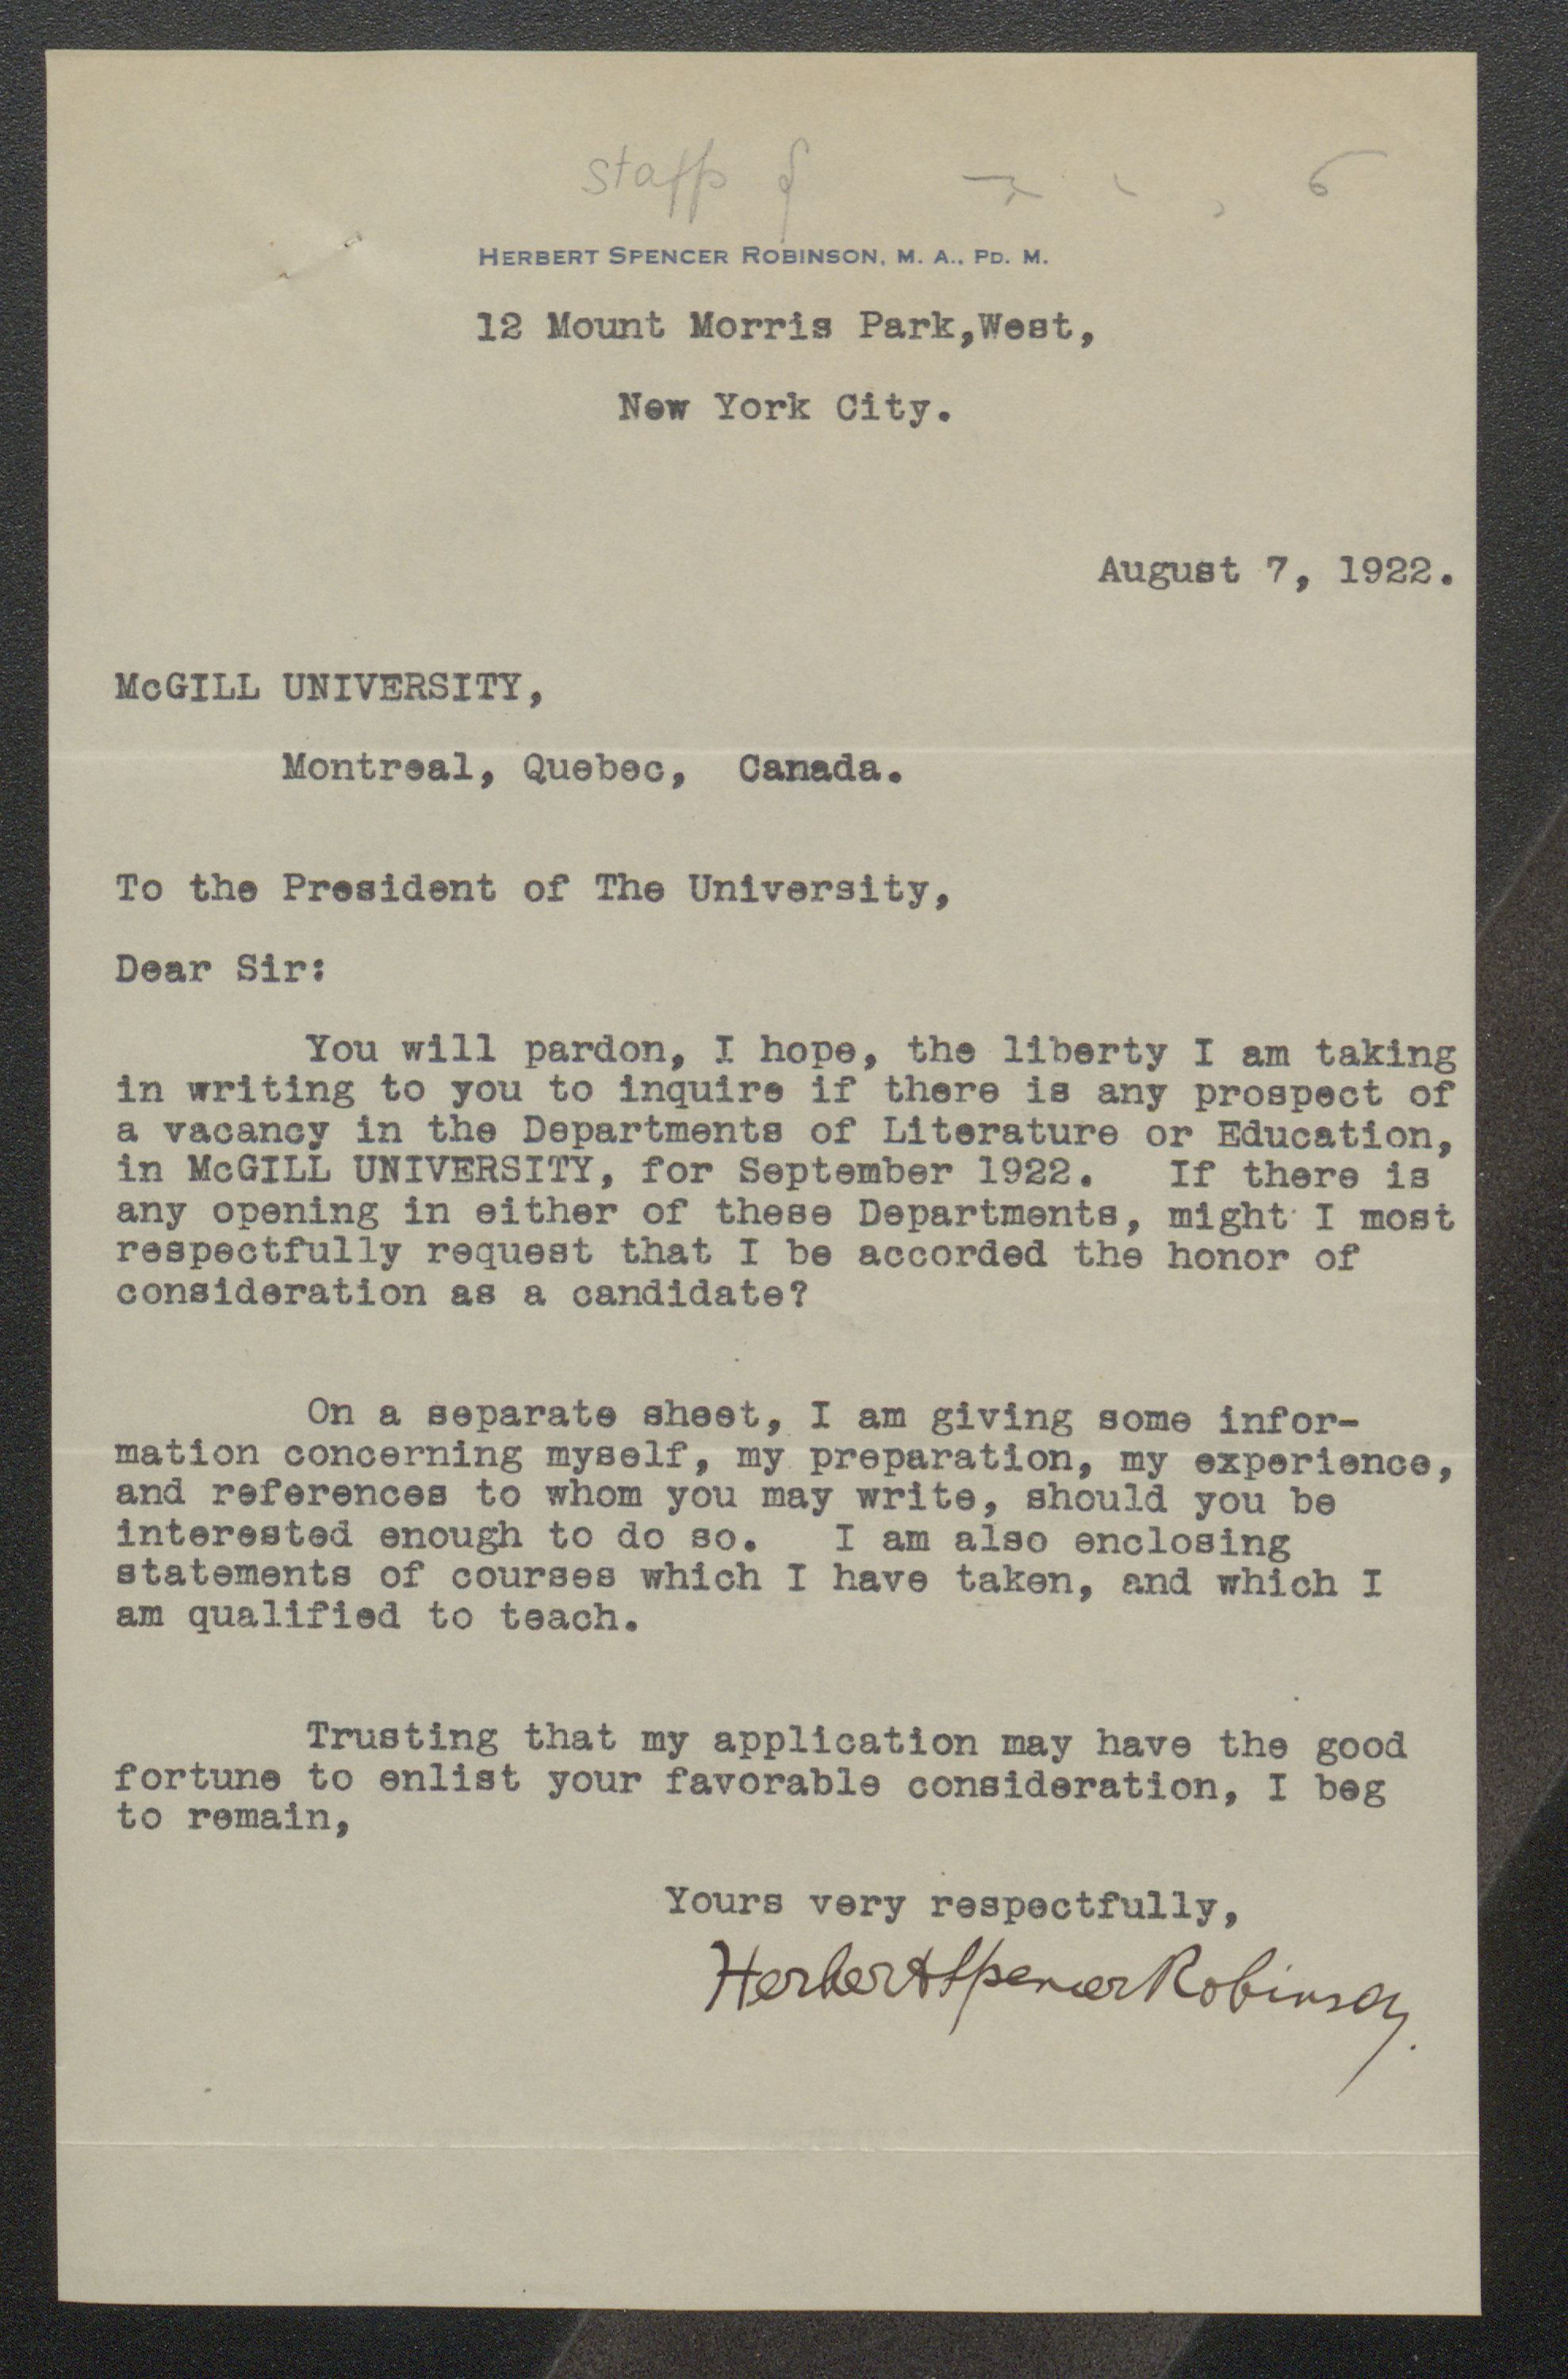 staff
HERBERT SPENCER ROBINSON, M. A., PD. M.
12 Mount Morris Park,West,
New York City.
August 7, 1922.
McGILL UNIVERSITY,
Montreal, Quebec, Canada.
To the President of The University,
Dear Sir:
You will pardon, I hope, the liberty I am taking
in writing to you to inquire if there is any prospect of
a vacancy in the Departments of Literature or Education,
in McGILL UNIVERSITY, for September 1922. If there is
any opening in either of these Departments, might I most
respectfully request that I be accorded the honor of
consideration as a candidate?
On a separate sheet, I am giving some infor-
mation concerning myself, my preparation, my experience,
and references to whom you may write, should you be
interested enough to do so. I am also enclosing
statements of courses which I have taken, and which I
am qualified to teach.
Trusting that my application may have the good
fortune to enlist your favorable consideration, I beg
to remain,
Yours very respectfully,
Herbert Spencer Robinson.